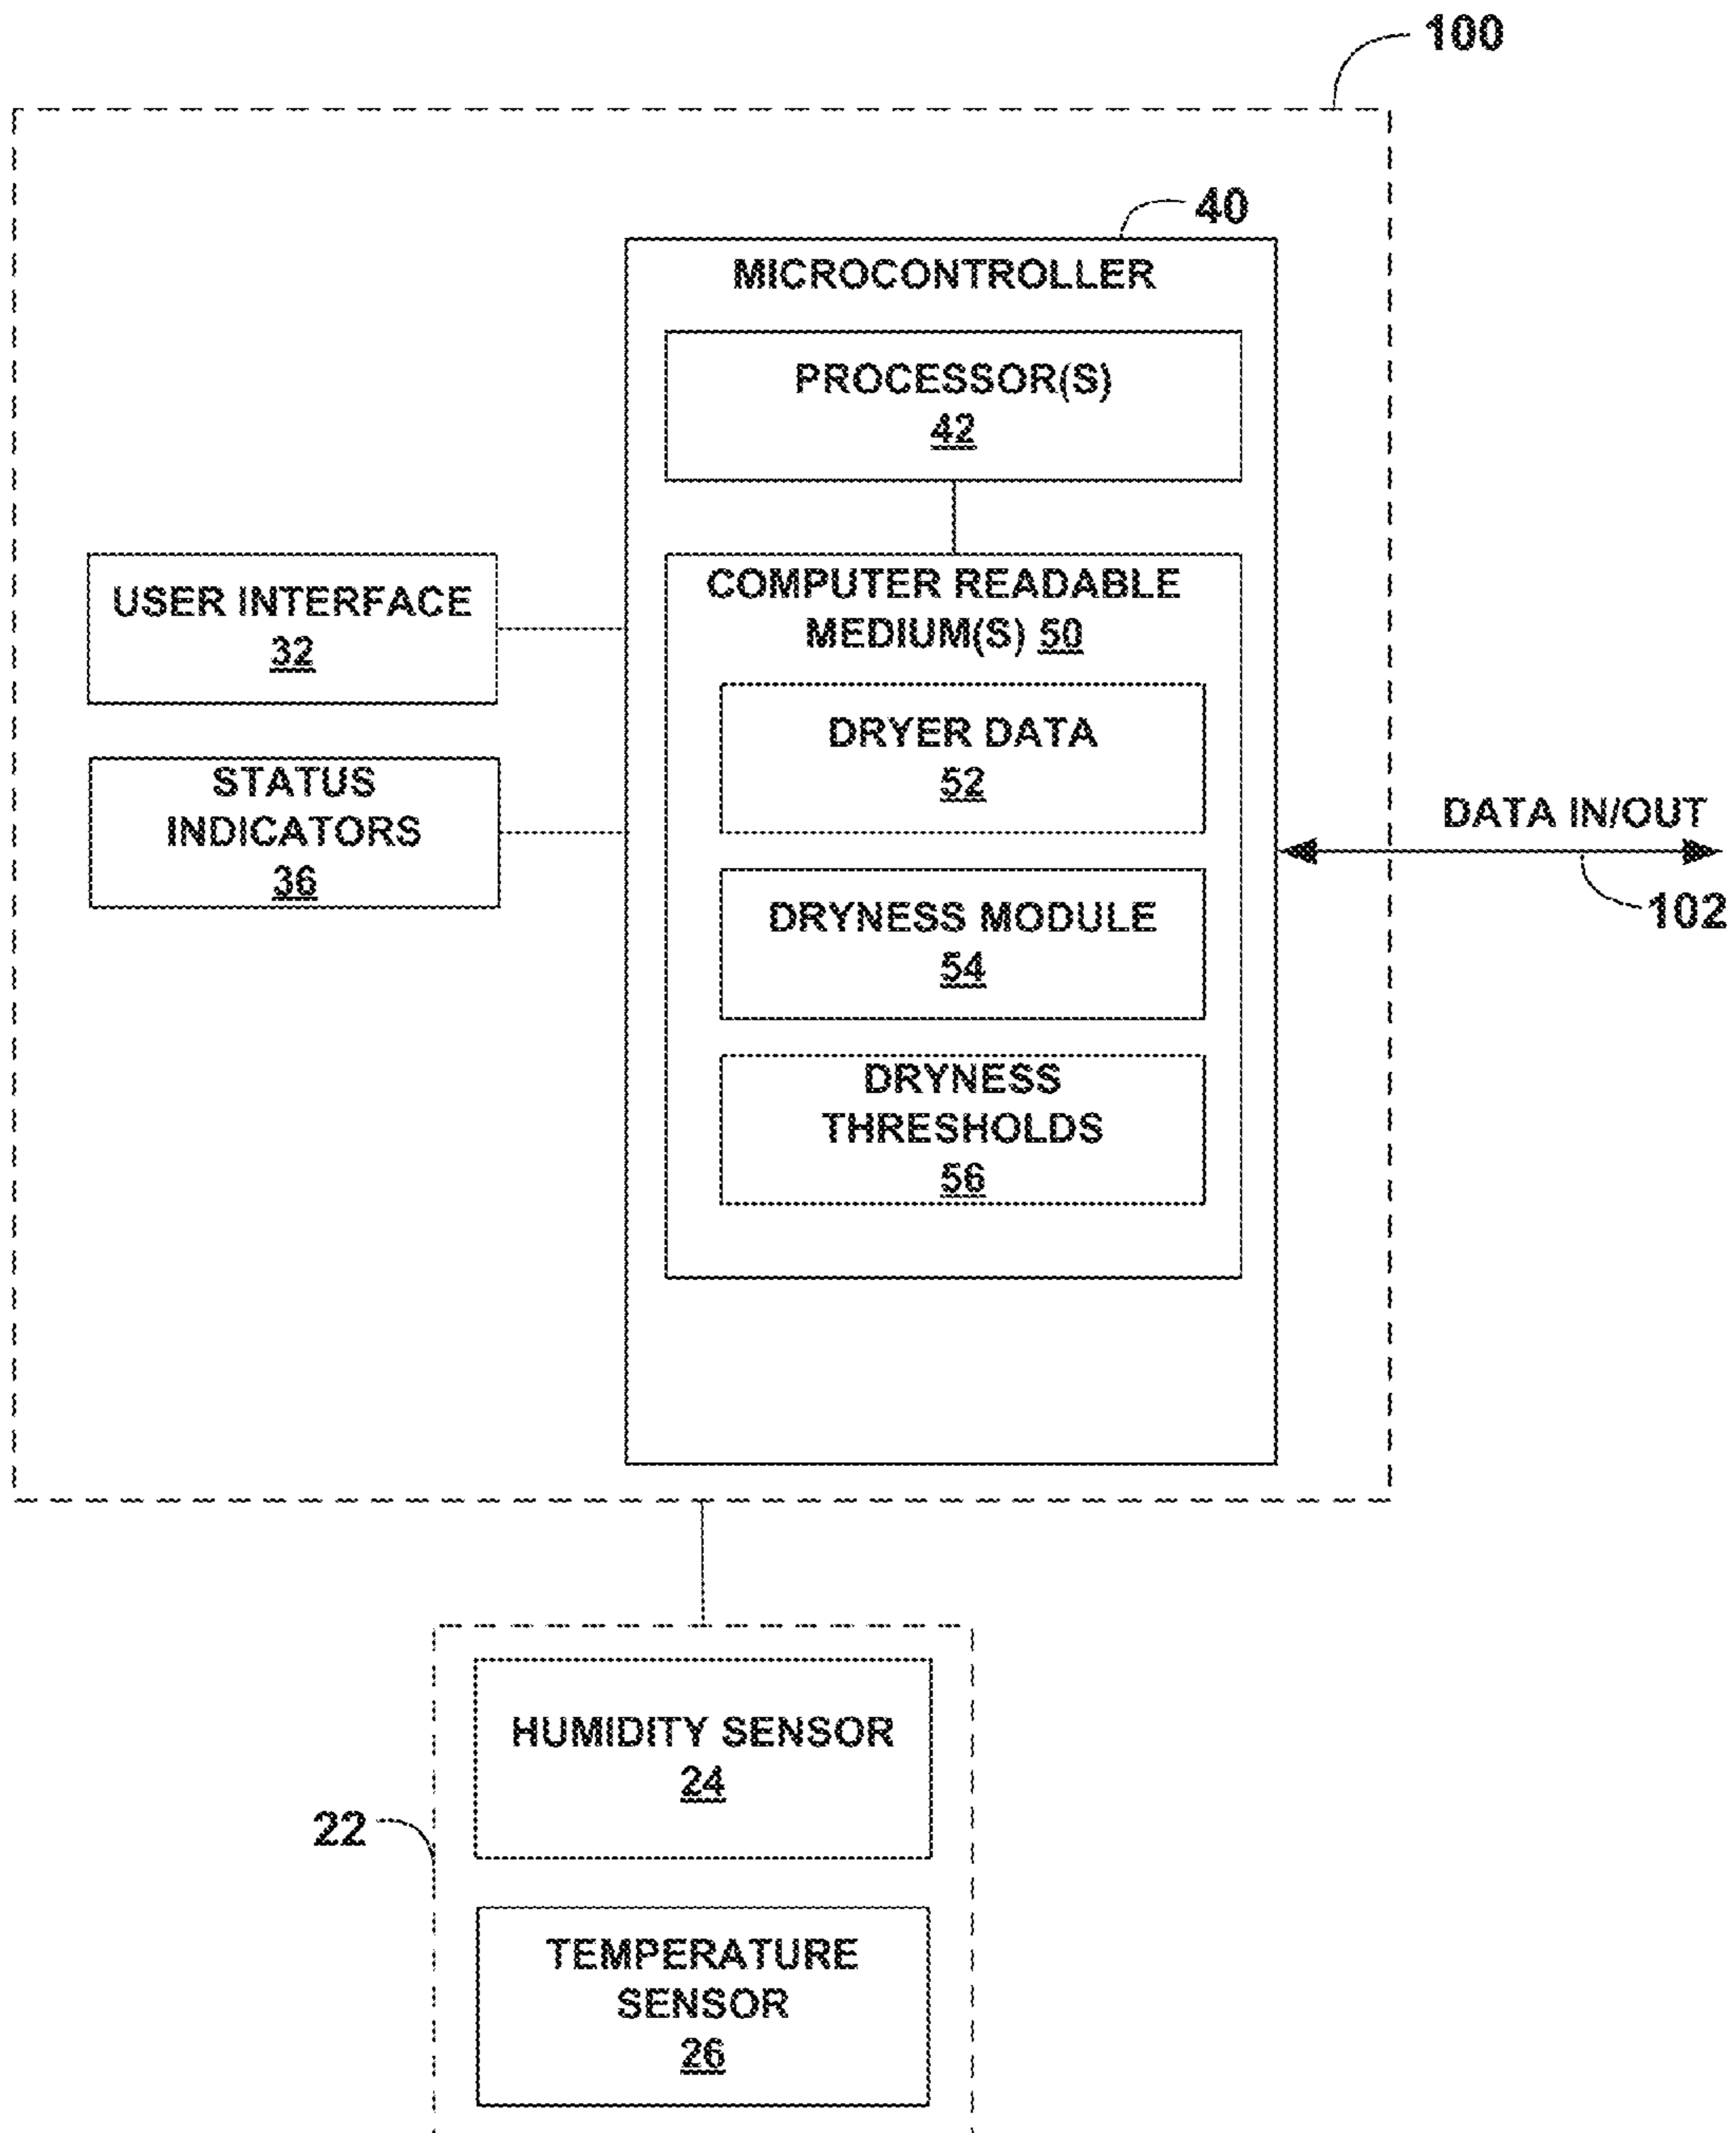 100
40
MICROCONTROLLER
PROCESSOR(S)
42
USER INTERFACE
32
COMPUTER READABLE
MEDIUM(S) 50
DRYER DATA
52
STATUS
INDICATORS
36
DATA IN/OUT
102
DRYNESS MODULE
54
DRYNESS
THRESHOLDS
56
HUMIDITY SENSOR
24
22
TEMPERATURE
SENSOR
26